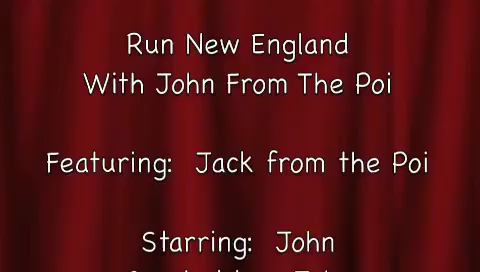 Run New England
With John From The Poi
Featuring: Jack from the Poi
Starring: John